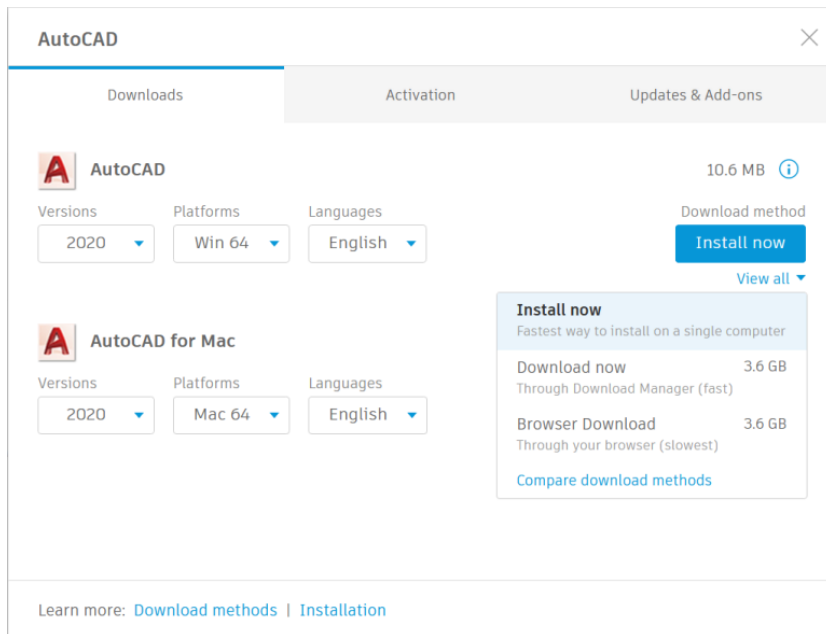 AutoCAD
Downloads Activation Updates & Add-ons
AutoCAD 10.6 MB
Versions Platforms Languages Download method
2020 Win 64 English Install now
View all
Install now
Fastest way to install on a single computer
AutoCAD for Mac
Download now 3.6 GB
Through Download Manager (fast)
Versions Platforms Languages
2020 Mac 64 English
Browser Download 3.6 GB
Through your browser (slowest)
Compare download methods
Learn more: Download methods | Installation